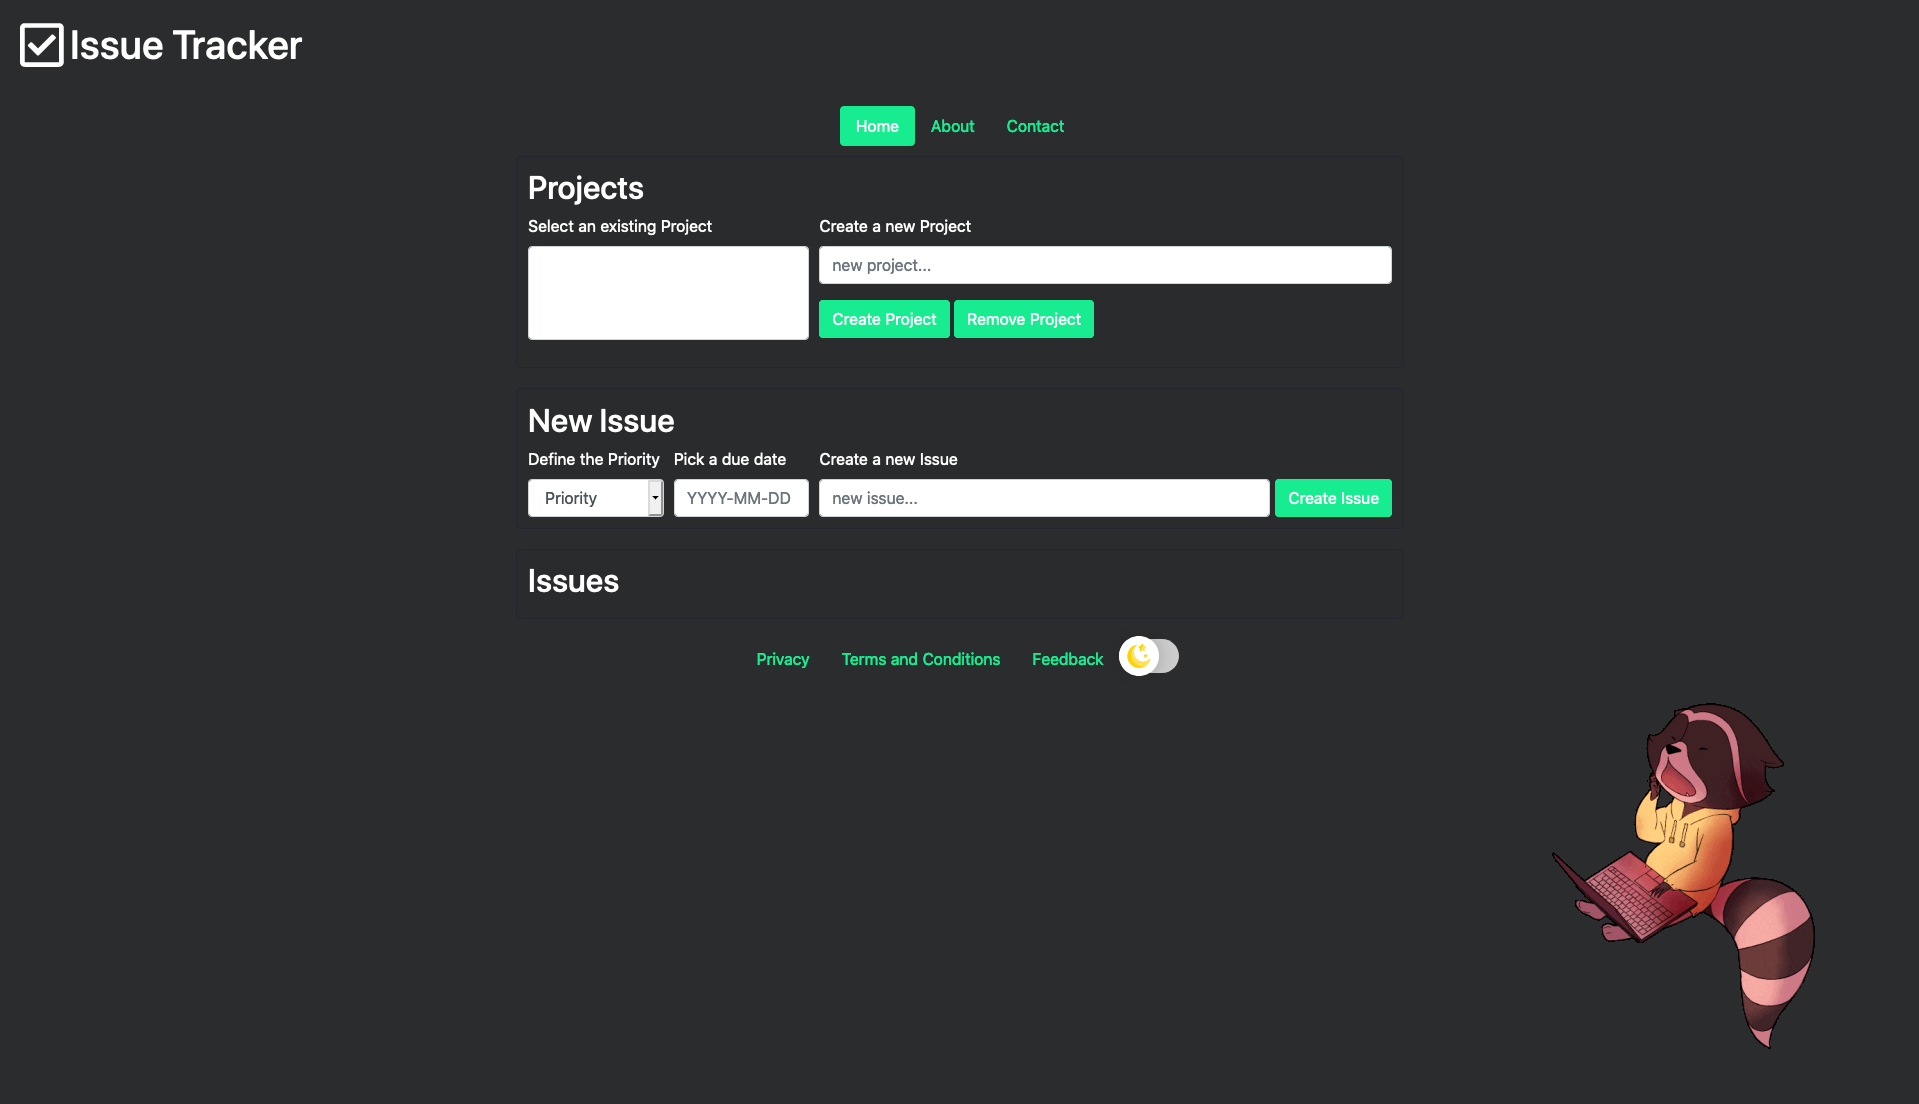 Issue Tracker
Home About Contact
Projects
Select an existing Project
Create a new Project
new project...
Create Project Remove Project
New Issue
Define the Priority Pick a due date Create a new Issue
Priority YYYY-MM-DD new issue... Create Issue
Issues
Privacy Terms and Conditions Feedback